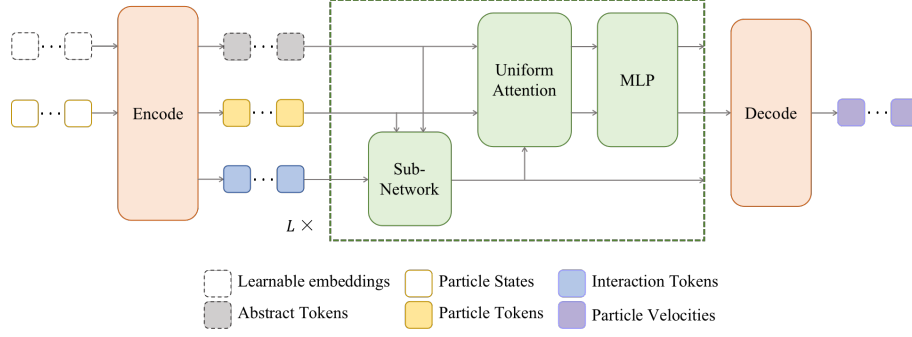 Encode
Uniform
Attention
MLP
Decode
Sub-
Network
L ×
Learnable embeddings
Particle States
Interaction Tokens
Abstract Tokens
Particle Tokens
Particle Velocities